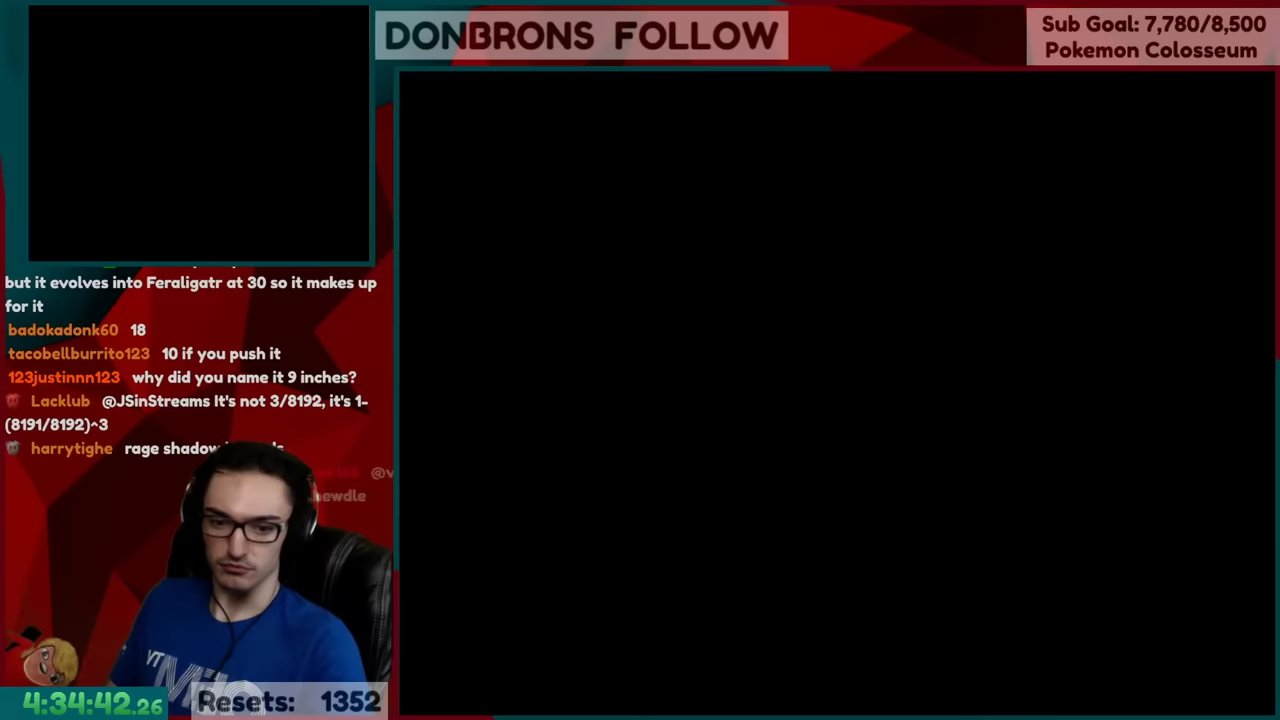 DONBRONS FOLLOW
Sub Goal: 7,780/8,500
Pokemon Colosseum
but it evolves into Feraligatr at 30 so it makes up
for it
badokadonk60 18
tacobellburrito123 10 if you push it
123justinnn123 why did you name it 9 inches?
Lacklub @JSinStreams It's not 3/8192, it's 1-
(8191/8192)^3
harrytighe rage shadow
YT
4:34:42.26
Resets: 1352